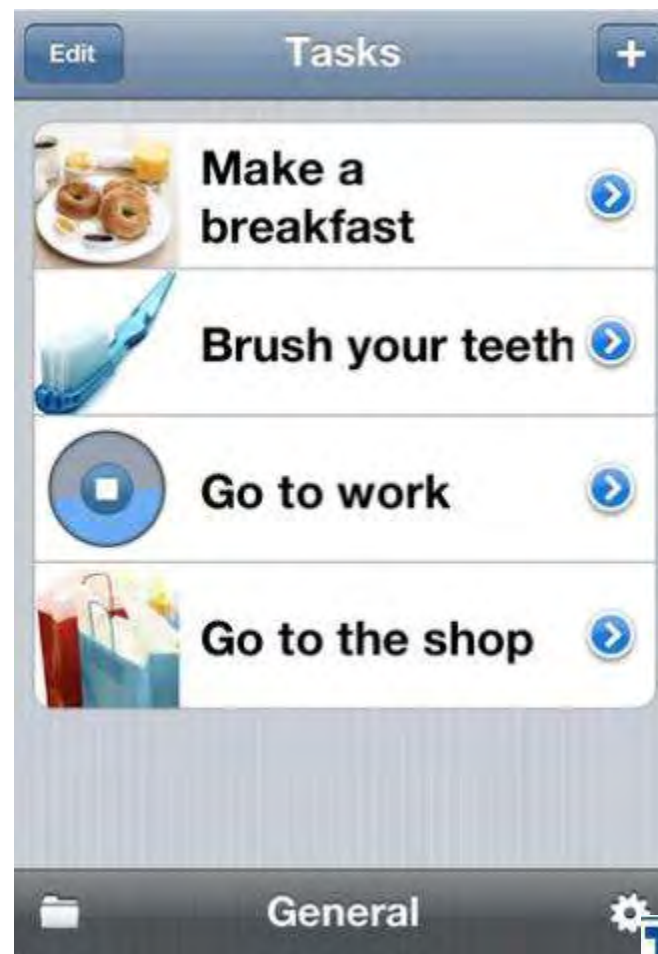 Edit
Tasks
+
Make a
breakfast
Brush your teeth
Go to work
Go to the shop
General